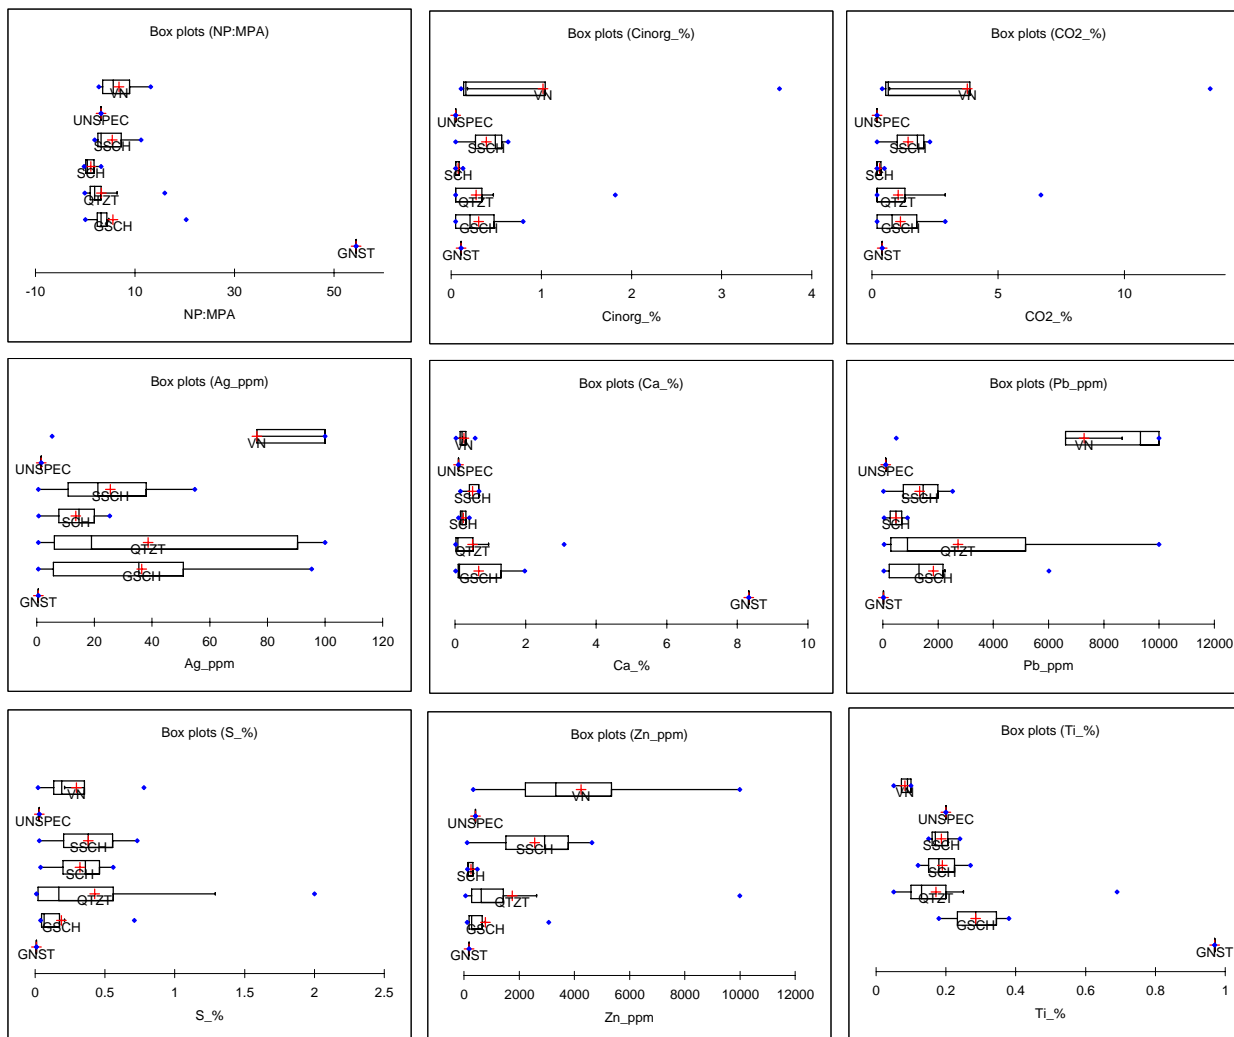 Box plots (NP:MPA)
VN
UNSPEC
SSCH
SCH
QTZT
GSCH
GNST
-10 10 30 50
NP:MPA
Box plots (Cinorg_%)
VN
UNSPEC
SSCH
SCH
QTZT
GSCH
GNST
0 1 2 3 4
Cinorg_%
Box plots (CO2_%)
VN
UNSPEC
SSCH
SCH
QTZT
GSCH
GNST
0 5 10
CO2_%
Box plots (Ag_ppm)
VN
UNSPEC
SSCH
SCH
QTZT
GSCH
GNST
0 20 40 60 80 100 120
Ag_ppm
Box plots (Ca_%)
VN
UNSPEC
SSCH
SCH
QTZT
GSCH
GNST
0 2 4 6 8 10
Ca_%
Box plots (Pb_ppm)
VN
UNSPEC
SSCH
SCH
QTZT
GSCH
GNST
0 2000 4000 6000 8000 10000 12000
Pb_ppm
Box plots (S_%)
VN
UNSPEC
SSCH
SCH
QTZT
GSCH
GNST
0 0.5 1 1.5 2 2.5
S_%
Box plots (Zn_ppm)
VN
UNSPEC
SSCH
SCH
QTZT
GSCH
GNST
0 2000 4000 6000 8000 10000 12000
Zn_ppm
Box plots (Ti_%)
VN
UNSPEC
SSCH
SCH
QTZT
GSCH
GNST
0 0.2 0.4 0.6 0.8 1
Ti_%